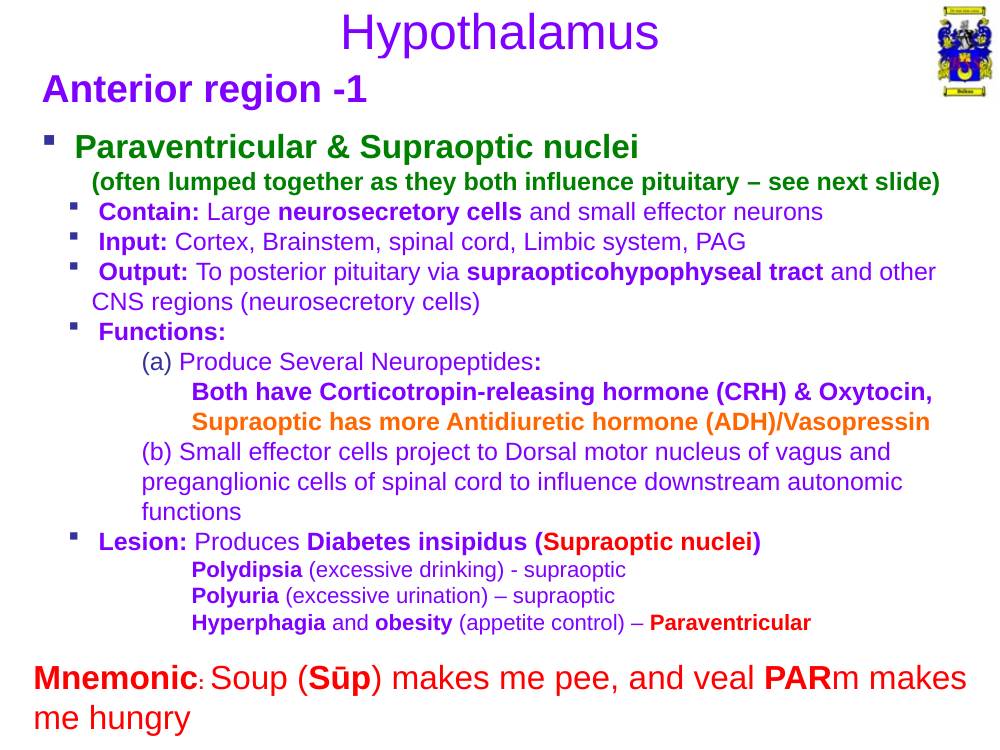 Hypothalamus
Anterior region -1
▪ Paraventricular & Supraoptic nuclei
(often lumped together as they both influence pituitary – see next slide)
▪ Contain: Large neurosecretory cells and small effector neurons
▪ Input: Cortex, Brainstem, spinal cord, Limbic system, PAG
▪ Output: To posterior pituitary via supraopticohypophyseal tract and other
CNS regions (neurosecretory cells)
▪ Functions:
(a) Produce Several Neuropeptides:
Both have Corticotropin-releasing hormone (CRH) & Oxytocin,
Supraoptic has more Antidiuretic hormone (ADH)/Vasopressin
(b) Small effector cells project to Dorsal motor nucleus of vagus and
preganglionic cells of spinal cord to influence downstream autonomic
functions
▪ Lesion: Produces Diabetes insipidus (Supraoptic nuclei)
Polydipsia (excessive drinking) - supraoptic
Polyuria (excessive urination) – supraoptic
Hyperphagia and obesity (appetite control) – Paraventricular
Mnemonic: Soup (Sūp) makes me pee, and veal PARm makes
me hungry